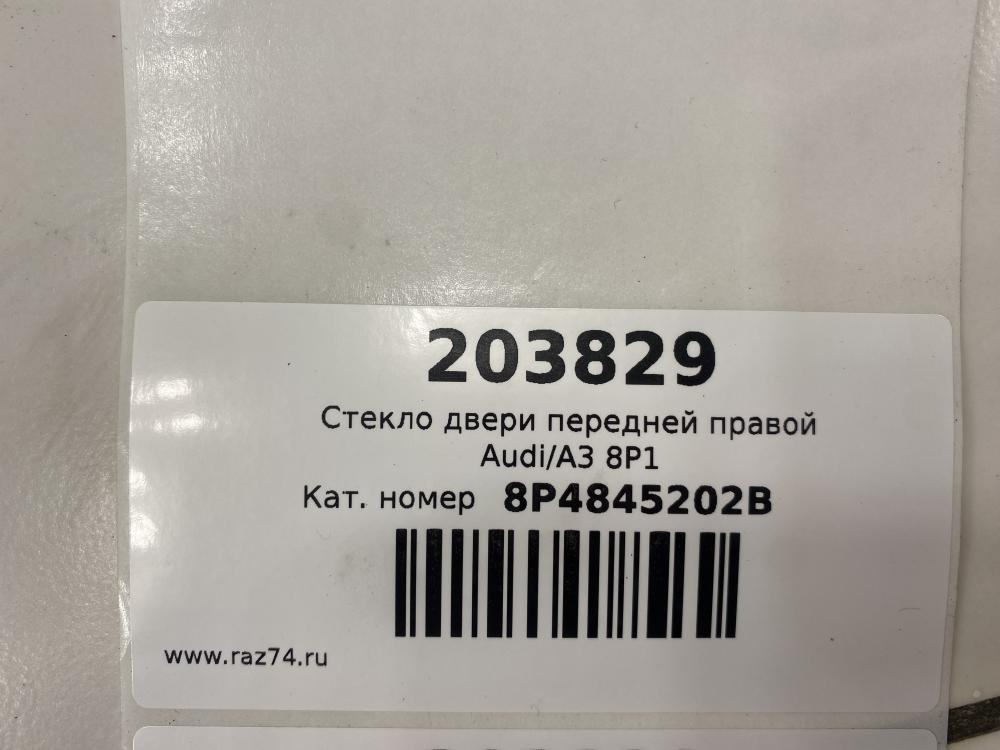 203829
Стекло двери передней правой
Audi/A3 8P1
Кат. номер 8P4845202B
www.raz74.ru